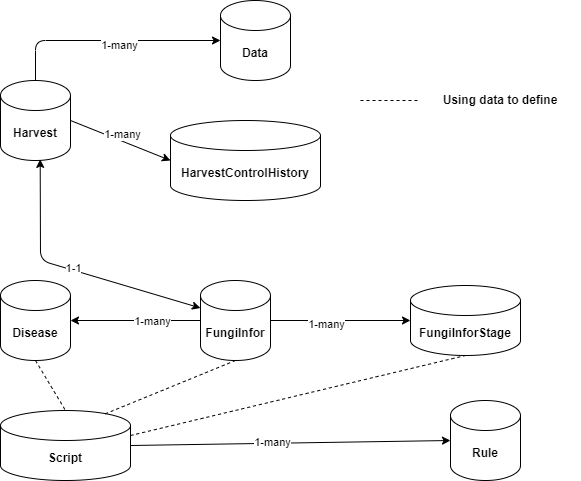 Data
1-many
Using data to define
Harvest
1-many
HarvestControlHistory
1-1
Disease
1-many
FungiInfor
1-many
FungiInforStage
Script
1-many
Rule